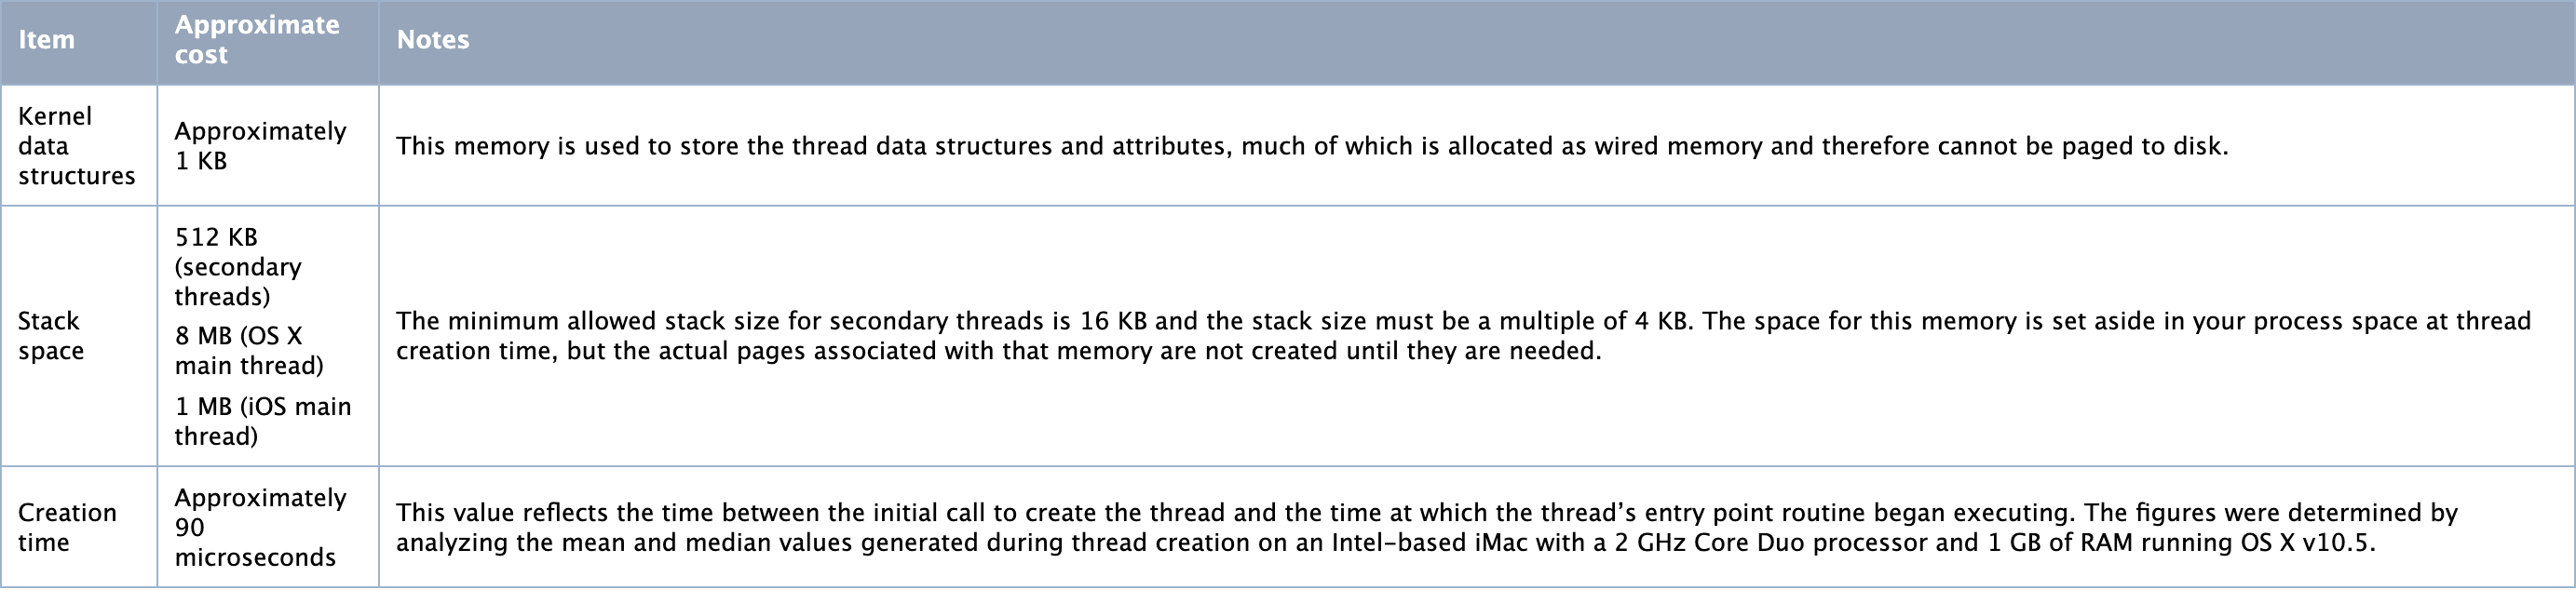 Item
Approximate
cost
Notes
Kernel
data
structures
Approximately
1 KB
This memory is used to store the thread data structures and attributes, much of which is allocated as wired memory and therefore cannot be paged to disk.
Stack
space
512 KB
(secondary
threads)
8 MB (OS X
main thread)
1 MB (iOS main
thread)
The minimum allowed stack size for secondary threads is 16 KB and the stack size must be a multiple of 4 KB. The space for this memory is set aside in your process space at thread
creation time, but the actual pages associated with that memory are not created until they are needed.
Creation
time
Approximately
90
microseconds
This value reflects the time between the initial call to create the thread and the time at which the thread’s entry point routine began executing. The figures were determined by
analyzing the mean and median values generated during thread creation on an Intel-based iMac with a 2 GHz Core Duo processor and 1 GB of RAM running OS X v10.5.